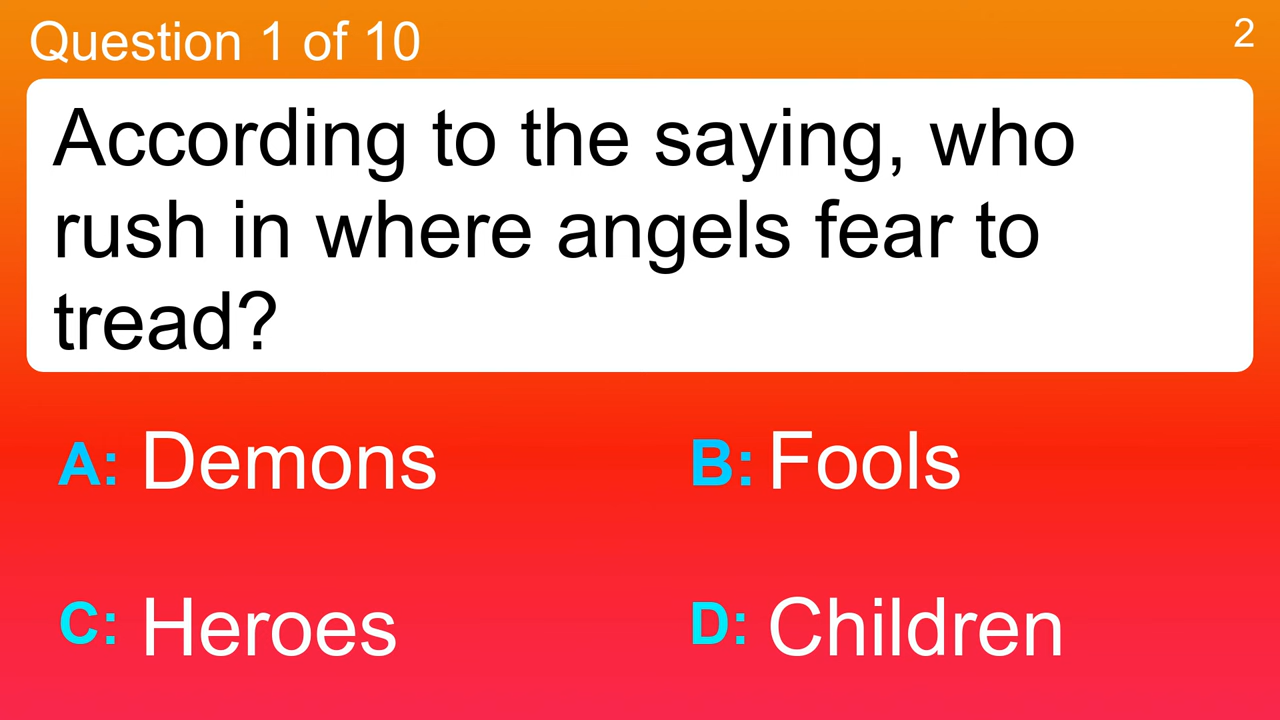 Question 1 of 10
2
According to the saying, who
rush in where angels fear to
tread?
A: Demons
B: Fools
C: Heroes
D: Children